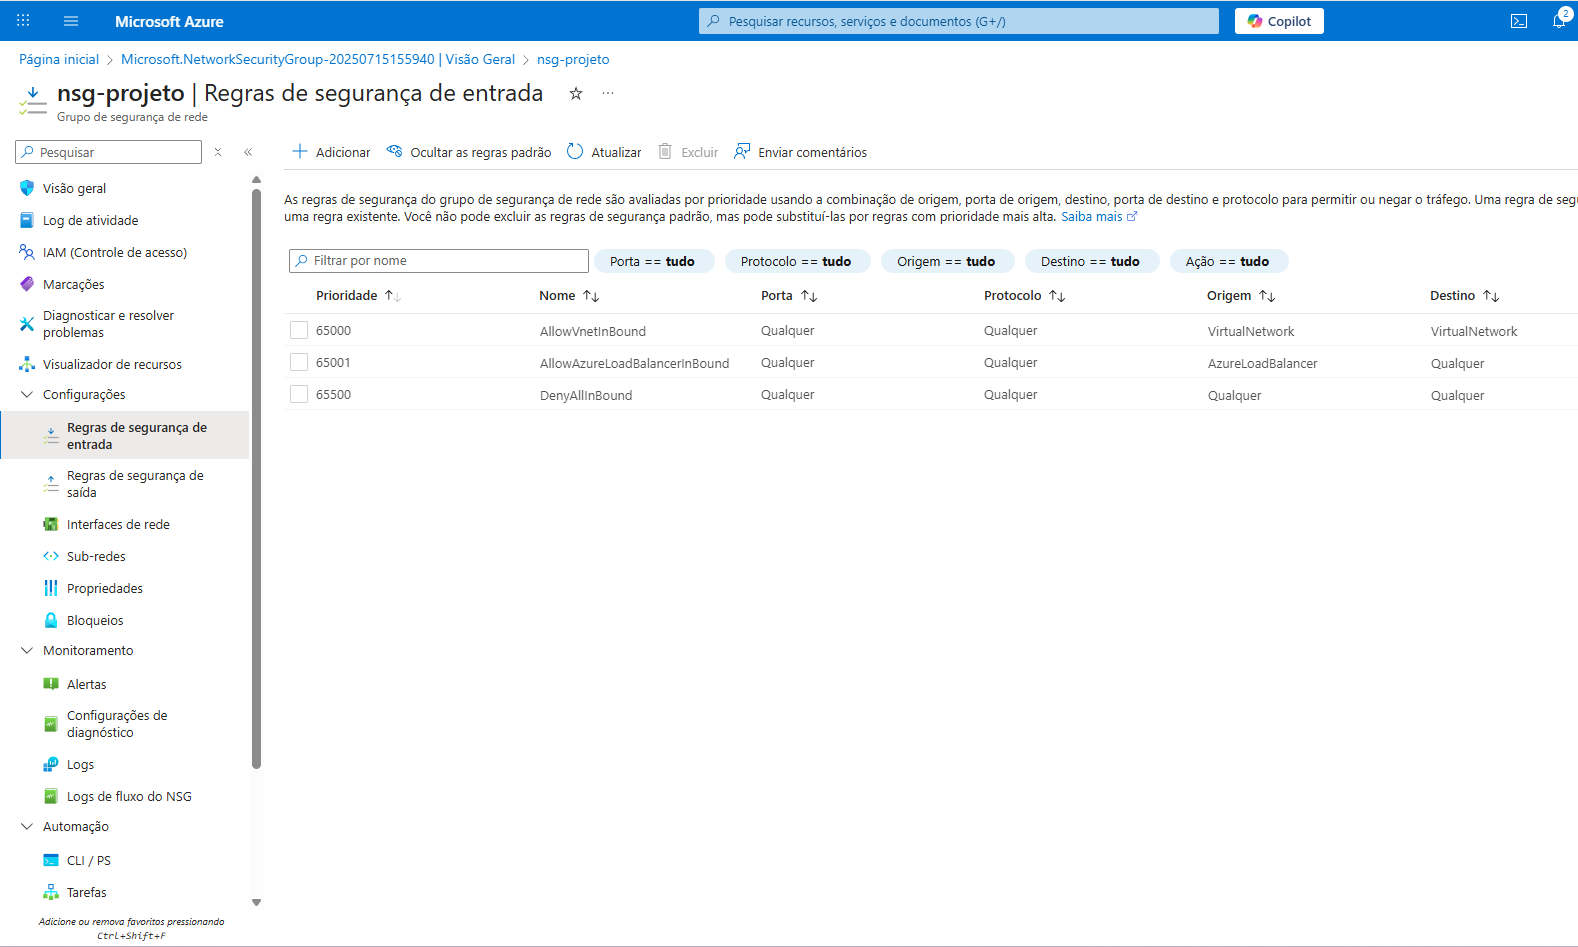 Microsoft Azure
Pesquisar recursos, serviços e documentos (G+/)
Copilot
2
Página inicial > Microsoft.NetworkSecurityGroup-20250715155940 | Visão Geral > nsg-projeto
nsg-projeto | Regras de segurança de entrada
Grupo de segurança de rede
Pesquisar
Visão geral
Log de atividade
IAM (Controle de acesso)
Marcações
Diagnosticar e resolver
problemas
Visualizador de recursos
Configurações
Regras de segurança de
entrada
Regras de segurança de
saída
Interfaces de rede
Sub-redes
Propriedades
Bloqueios
Monitoramento
Alertas
Configurações de
diagnóstico
Logs
Logs de fluxo do NSG
Automação
CLI / PS
Tarefas
Adicione ou remova favoritos pressionando
Ctrl+Shift+F
Adicionar Ocultar as regras padrão Atualizar Excluir Enviar comentários
As regras de segurança do grupo de segurança de rede são avaliadas por prioridade usando a combinação de origem, porta de origem, destino, porta de destino e protocolo para permitir ou negar o tráfego. Uma regra de seg
uma regra existente. Você não pode excluir as regras de segurança padrão, mas pode substituí-las por regras com prioridade mais alta. Saiba mais
Filtrar por nome Porta == tudo Protocolo == tudo Origem == tudo Destino == tudo Ação == tudo
Prioridade Nome Porta Protocolo Origem Destino
65000 AllowVnetInBound Qualquer Qualquer VirtualNetwork VirtualNetwork
65001 AllowAzureLoadBalancerInBound Qualquer Qualquer AzureLoadBalancer Qualquer
65500 DenyAllInBound Qualquer Qualquer Qualquer Qualquer